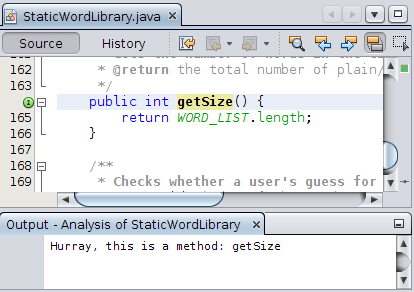 StaticWordLibrary.java
Source History
162 * @return the total number of plain/
163 */
public int getSize() {
165 return WORD_LIST.length;
166 }
167
168 /**
169 * Checks whether a user's guess for
Output - Analysis of StaticWordLibrary
Hurray, this is a method: getSize